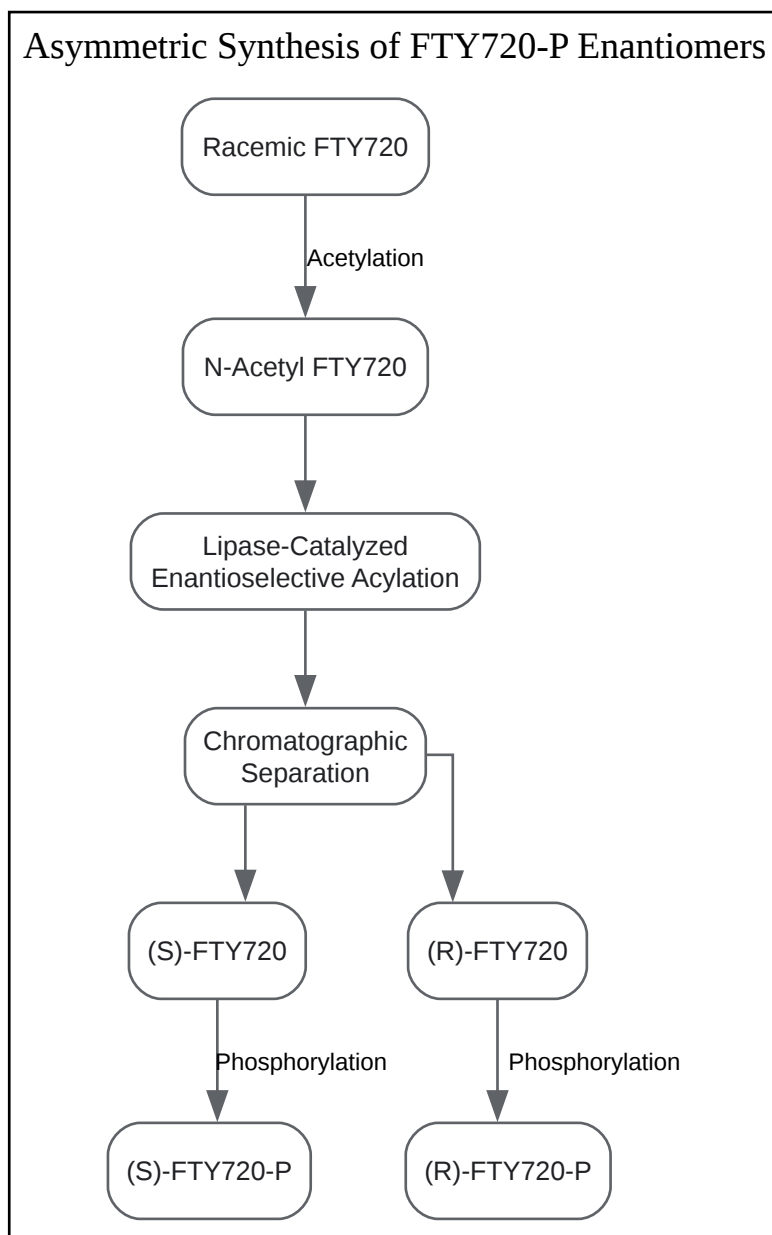 Asymmetric Synthesis of FTY720-P Enantiomers
Racemic FTY720
Acetylation
N-Acetyl FTY720
Lipase-Catalyzed
Enantioselective Acylation
Chromatographic
Separation
(S)-FTY720
(R)-FTY720
Phosphorylation
Phosphorylation
(S)-FTY720-P
(R)-FTY720-P